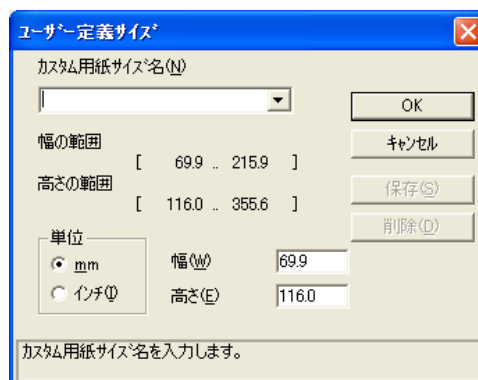 ユーザー定義サイズ
カスタム用紙サイズ名(N)
OK
幅の範囲
キャンセル
[ 69.9 .. 215.9 ]
高さの範囲
保存(S)
[ 116.0 .. 355.6 ]
削除(D)
単位
mm
幅(W) 69.9
インチ(I)
高さ(E) 116.0
カスタム用紙サイズ名を入力します。